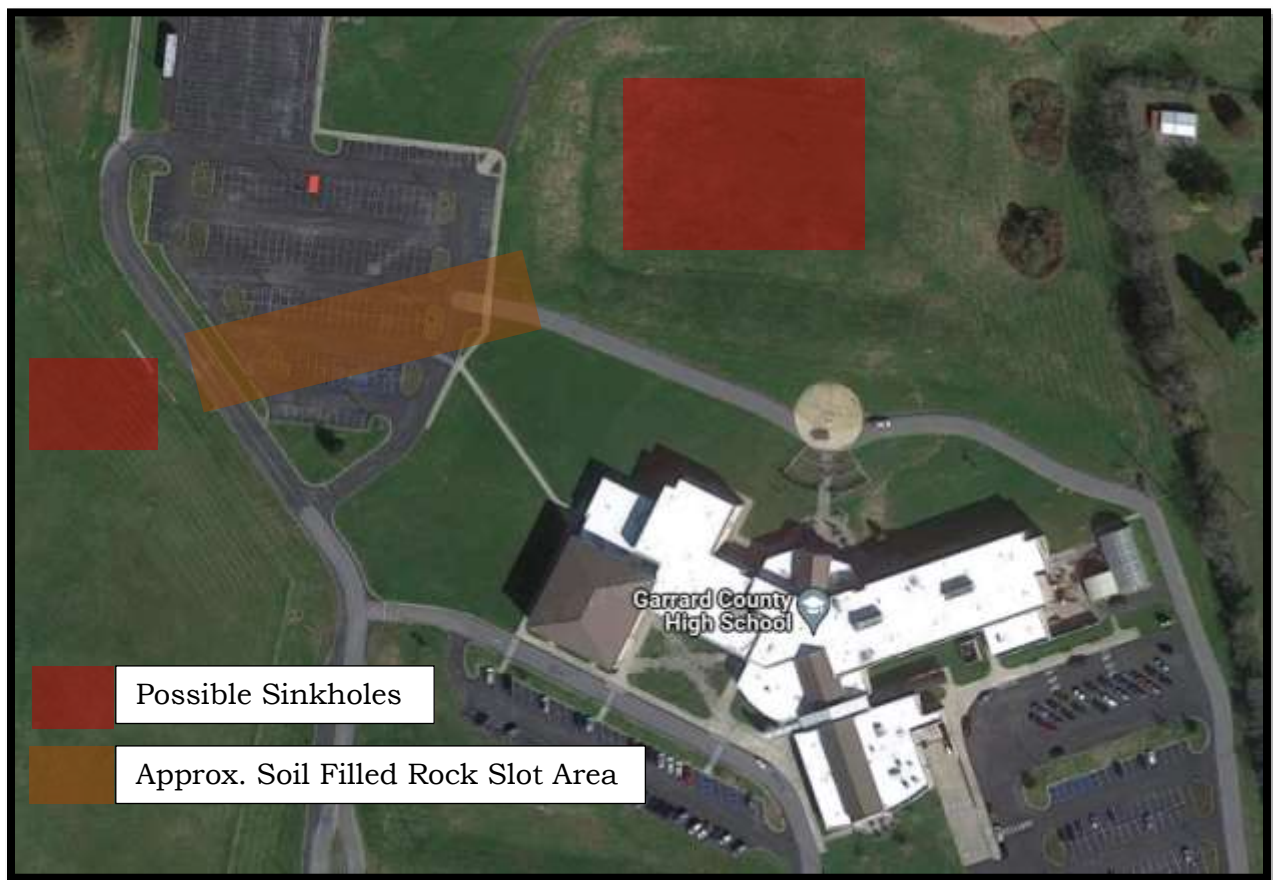 Garrard County
High School
Possible Sinkholes
Approx. Soil Filled Rock Slot Area